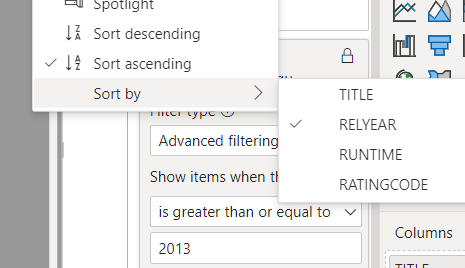 Spotlight
Sort descending
Sort ascending
Sort by
TITLE
RELYEAR
RUNTIME
RATINGCODE
Filter type
Advanced filtering
Show items when th
is greater than or equal to
2013
Columns
TITLE